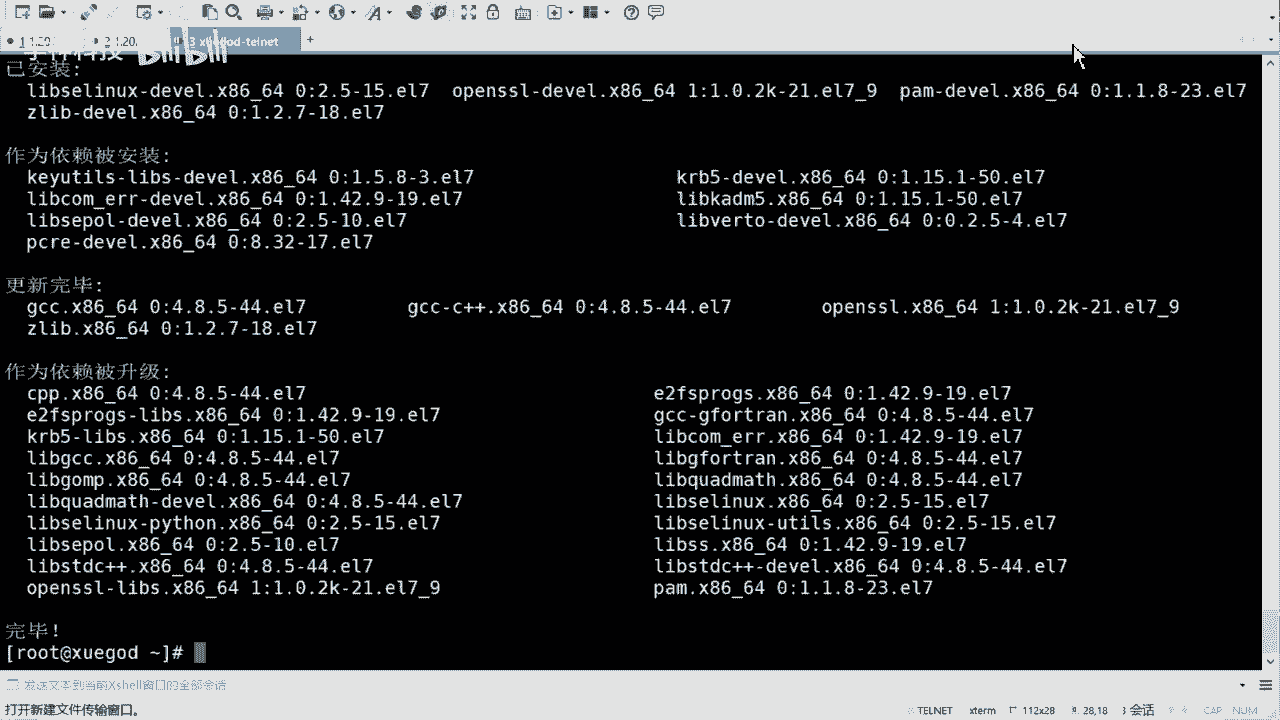 3 xuegod-telnet +
bilibili
已安装:
libselinux-devel.x86_64 0:2.5-15.el7 openssl-devel.x86_64 1:1.0.2k-21.el7_9 pam-devel.x86_64 0:1.1.8-23.el7
zlib-devel.x86_64 0:1.2.7-18.el7
作为依赖被安装:
keyutils-libs-devel.x86_64 0:1.5.8-3.el7 krb5-devel.x86_64 0:1.15.1-50.el7
libcom_err-devel.x86_64 0:1.42.9-19.el7 libkadm5.x86_64 0:1.15.1-50.el7
libsepol-devel.x86_64 0:2.5-10.el7 libverto-devel.x86_64 0:0.2.5-4.el7
pcre-devel.x86_64 0:8.32-17.el7
更新完毕:
gcc.x86_64 0:4.8.5-44.el7 gcc-c++.x86_64 0:4.8.5-44.el7 openssl.x86_64 1:1.0.2k-21.el7_9
zlib.x86_64 0:1.2.7-18.el7
作为依赖被升级:
cpp.x86_64 0:4.8.5-44.el7 e2fsprogs.x86_64 0:1.42.9-19.el7
e2fsprogs-libs.x86_64 0:1.42.9-19.el7 gcc-gfortran.x86_64 0:4.8.5-44.el7
krb5-libs.x86_64 0:1.15.1-50.el7 libcom_err.x86_64 0:1.42.9-19.el7
libgcc.x86_64 0:4.8.5-44.el7 libgfortran.x86_64 0:4.8.5-44.el7
libgomp.x86_64 0:4.8.5-44.el7 libquadmath.x86_64 0:4.8.5-44.el7
libquadmath-devel.x86_64 0:4.8.5-44.el7 libselinux.x86_64 0:2.5-15.el7
libselinux-python.x86_64 0:2.5-15.el7 libselinux-utils.x86_64 0:2.5-15.el7
libsepol.x86_64 0:2.5-10.el7 libss.x86_64 0:1.42.9-19.el7
libstdc++.x86_64 0:4.8.5-44.el7 libstdc++-devel.x86_64 0:4.8.5-44.el7
openssl-libs.x86_64 1:1.0.2k-21.el7_9 pam.x86_64 0:1.1.8-23.el7
完毕!
[root@xuegod ~]#
发送文本到当前Xshell窗口的全部会话
打开新建文件传输窗口。 TELNET xterm 112x28 28,18 3 会话 CAP NUM